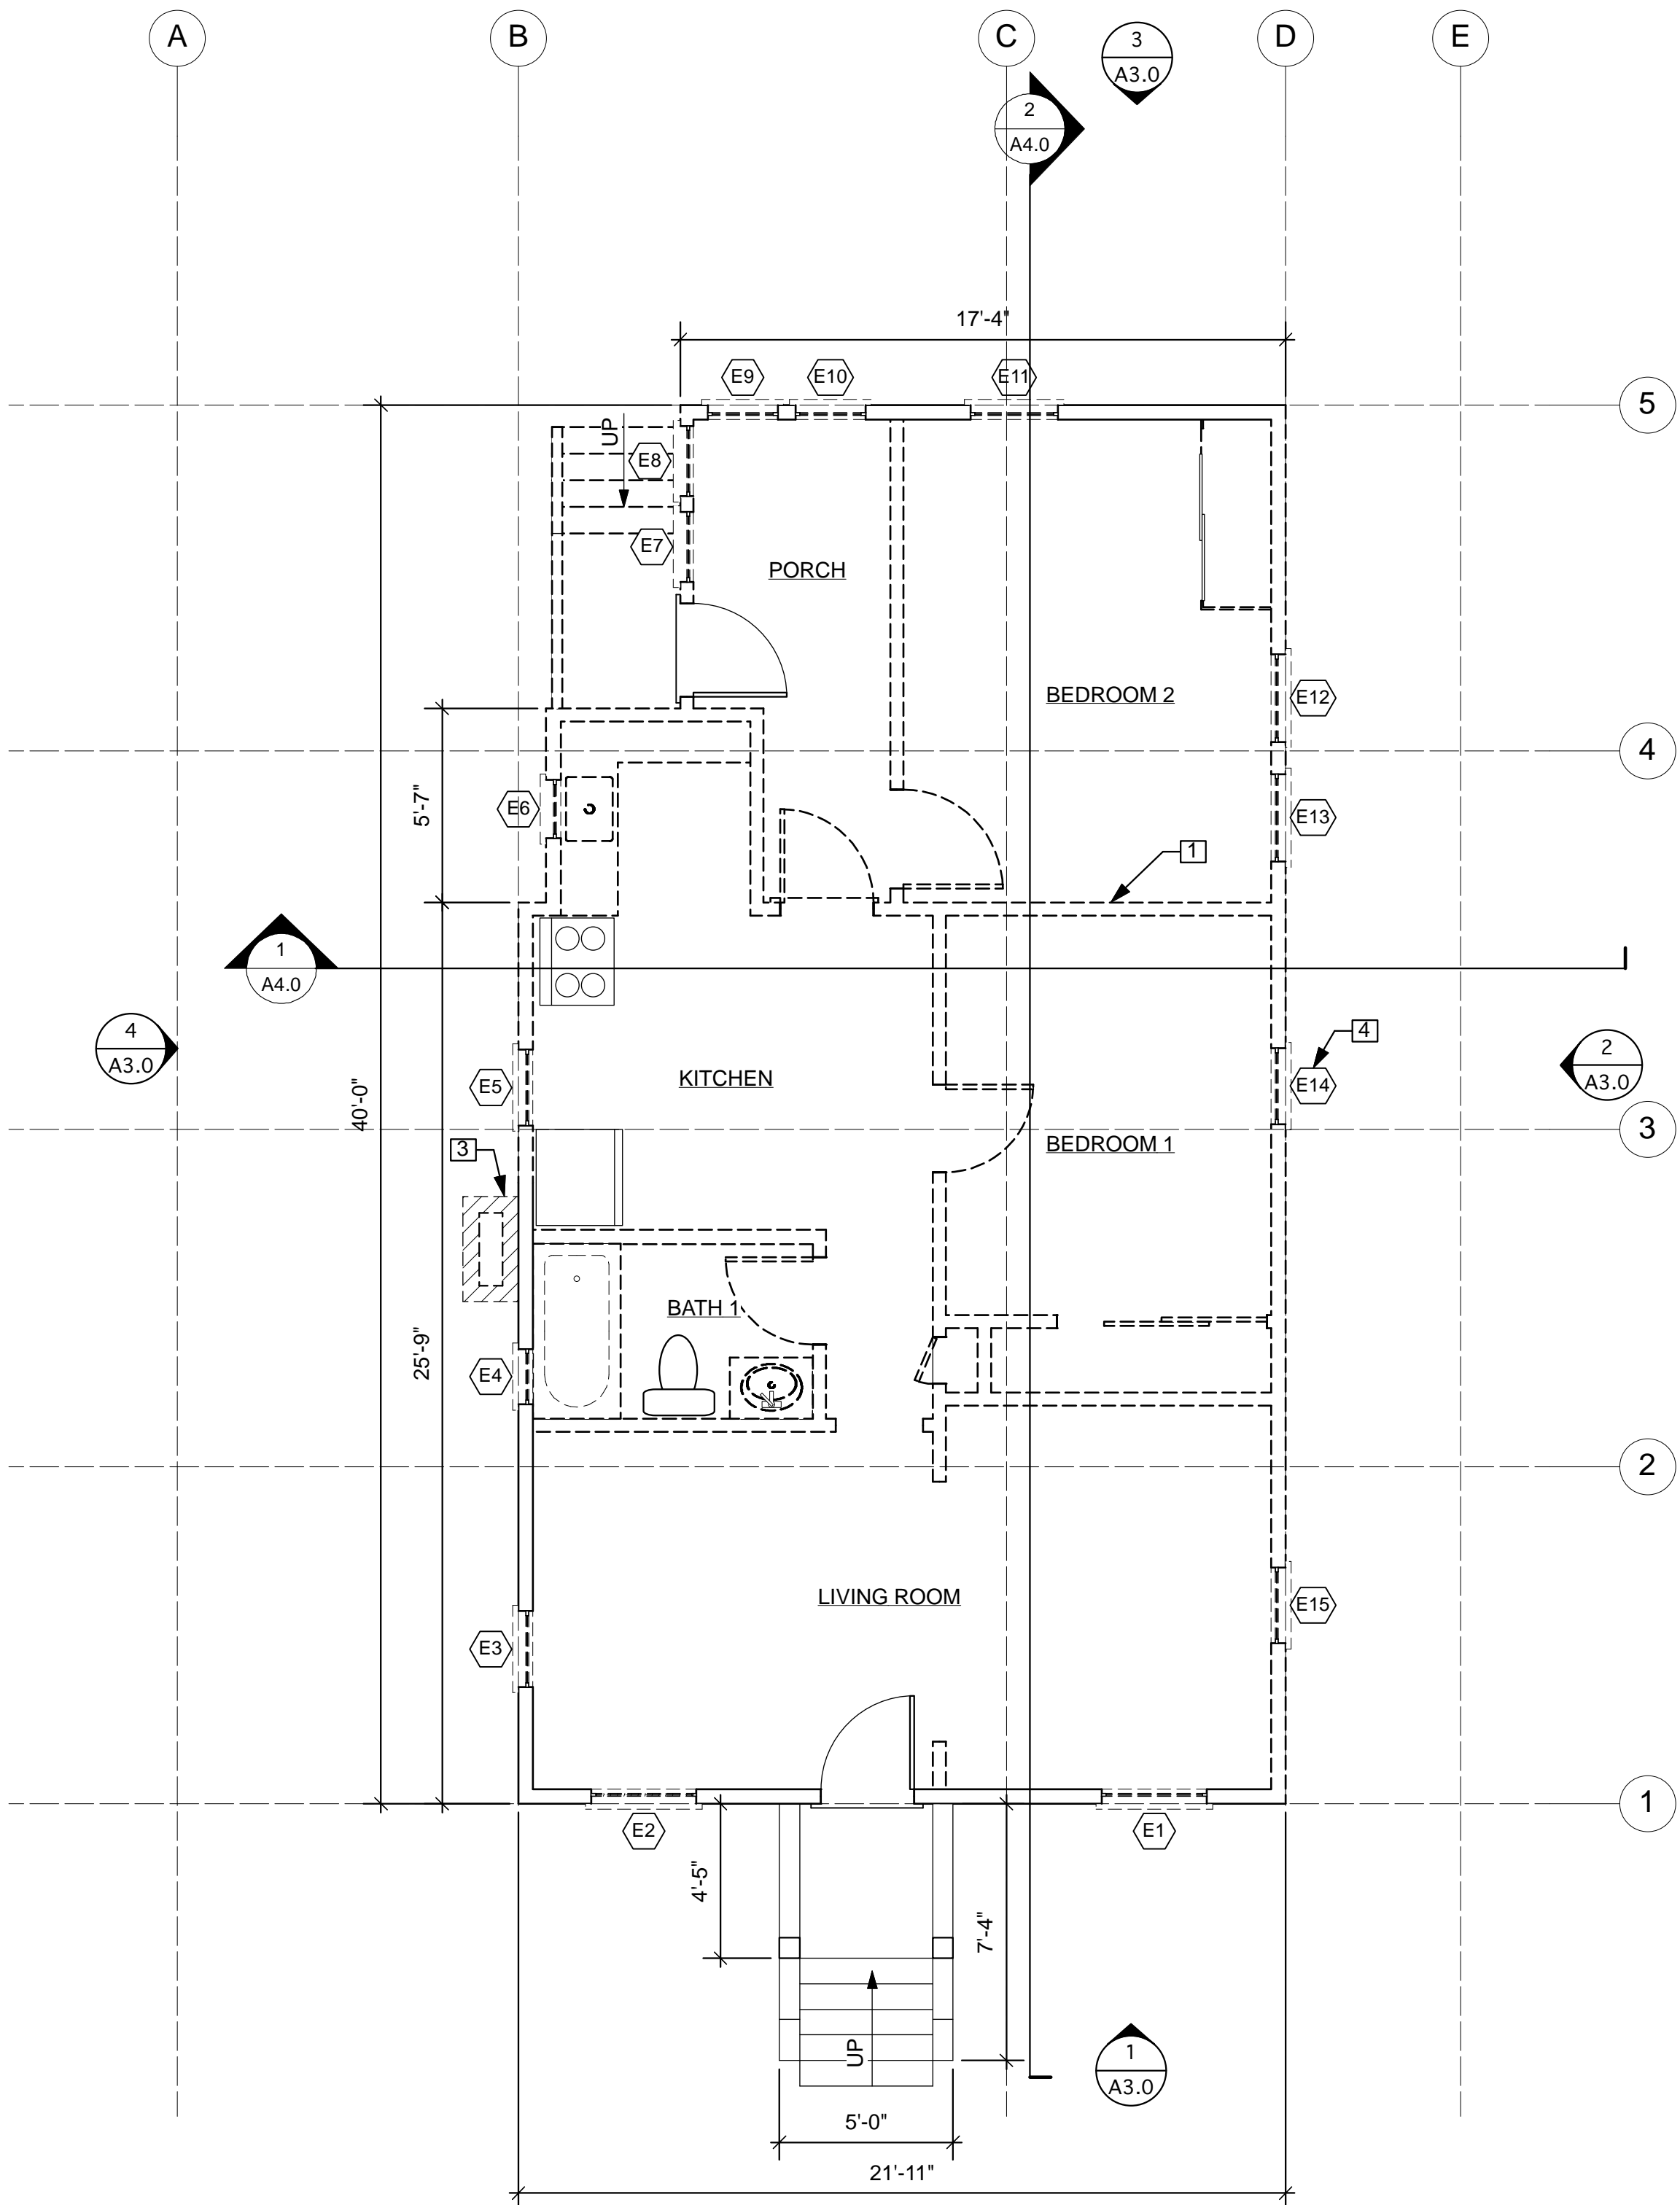 A
B
C
D
E
3
A3.0
2
A4.0
17'-4"
E9
E10
E11
5
UP
E8
E7
PORCH
BEDROOM 2
E12
4
5'-7"
E6
E13
1
1
A4.0
4
A3.0
4
2
A3.0
KITCHEN
E5
E14
40'-0"
3
3
BEDROOM 1
BATH 1
25'-9"
E4
2
LIVING ROOM
E15
E3
1
E2
E1
4'-5"
7'-4"
UP
1
A3.0
5'-0"
21'-11"